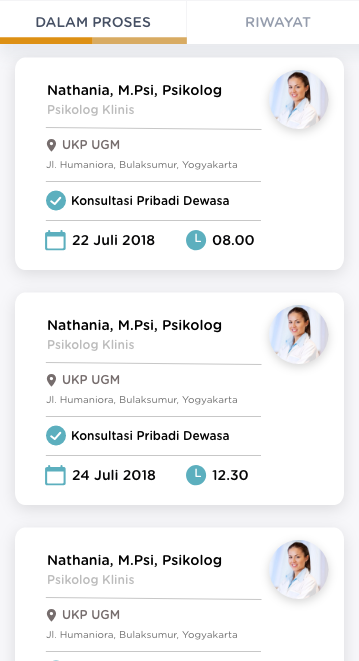 DALAM PROSES
RIWAYAT
Nathania, M.Psi, Psikolog
Psikolog Klinis
UKP UGM
Jl. Humaniora, Bulaksumur, Yogyakarta
Konsultasi Pribadi Dewasa
22 Juli 2018
08.00
Nathania, M.Psi, Psikolog
Psikolog Klinis
UKP UGM
Jl. Humaniora, Bulaksumur, Yogyakarta
Konsultasi Pribadi Dewasa
24 Juli 2018
12.30
Nathania, M.Psi, Psikolog
Psikolog Klinis
UKP UGM
Jl. Humaniora, Bulaksumur, Yogyakarta